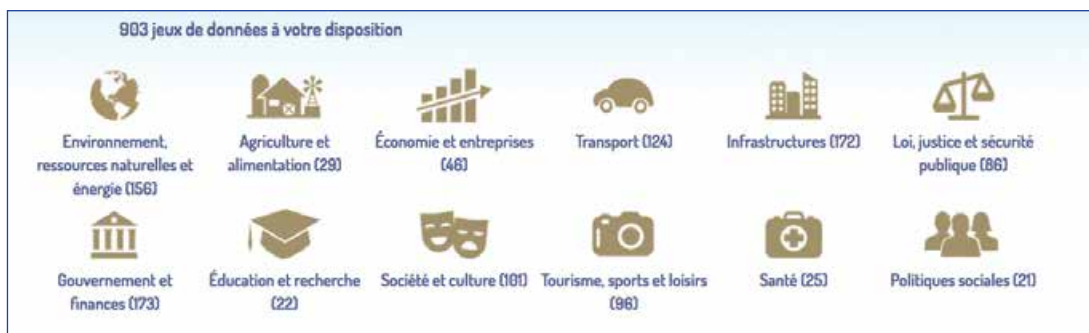 903 jeux de données à votre disposition
Environnement,
ressources naturelles et
énergie (156)
Agriculture et
alimentation (29)
Économie et entreprises
(46)
Transport (124)
Infrastructures (172)
Loi, justice et sécurité
publique (86)
Gouvernement et
finances (173)
Éducation et recherche
(22)
Société et culture (181)
Tourisme, sports et loisirs
(96)
Santé (25)
Politiques sociales (21)